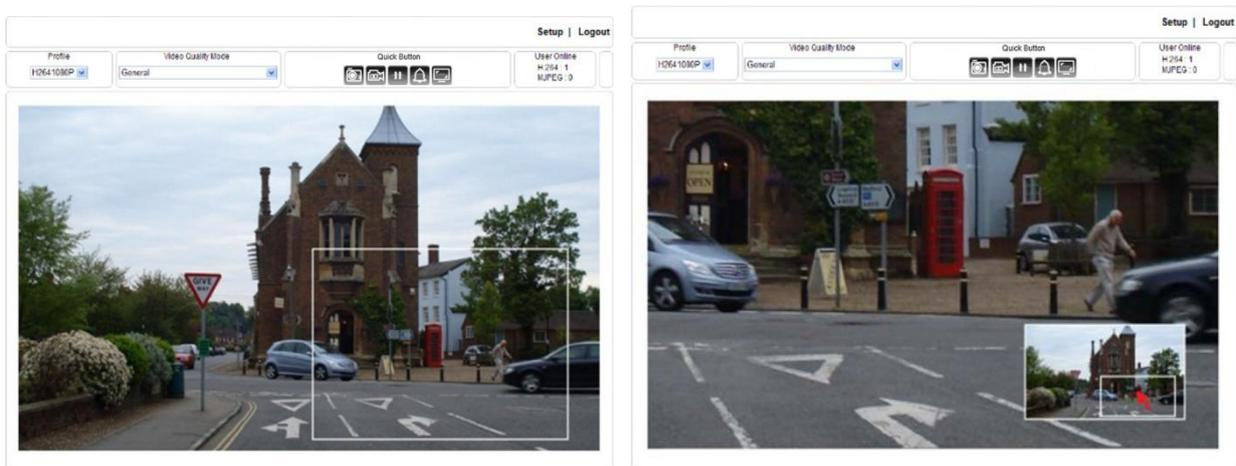 Setup | Logout
Profile
Video Quality Mode
Quick Button
User Online
H2641080P
General
H.264 : 1
MJPEG : 0
GIVE
WAY
Setup | Logout
Profile
Video Quality Mode
Quick Button
User Online
H2641080P
General
H.264 : 1
MJPEG : 0
OPEN